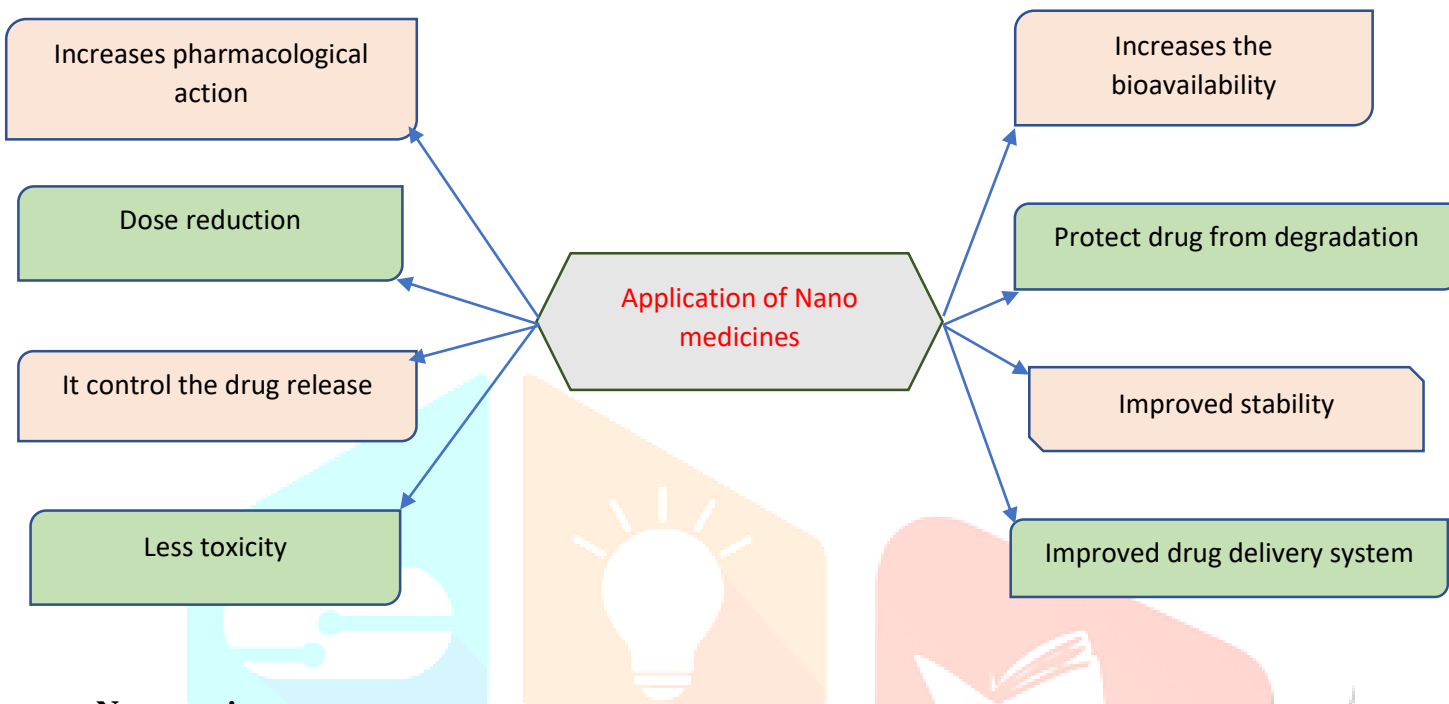 Increases pharmacological
action
Dose reduction
It control the drug release
Less toxicity
Application of Nano
medicines
Increases the
bioavailability
Protect drug from degradation
Improved stability
Improved drug delivery system